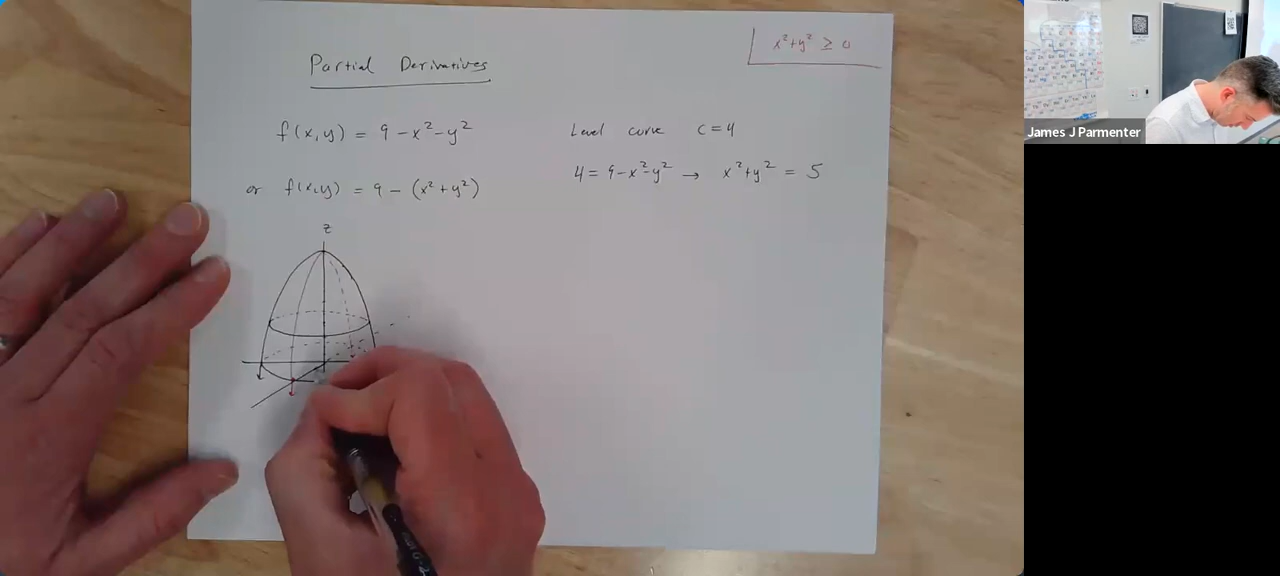 Partial Derivatives
x²+y² ≥ 0
f(x,y) = 9 - x² - y²
Level curve c = 4
4 = 9 - x² - y² → x² + y² = 5
or f(x,y) = 9 - (x² + y²)
z
James J Parmenter